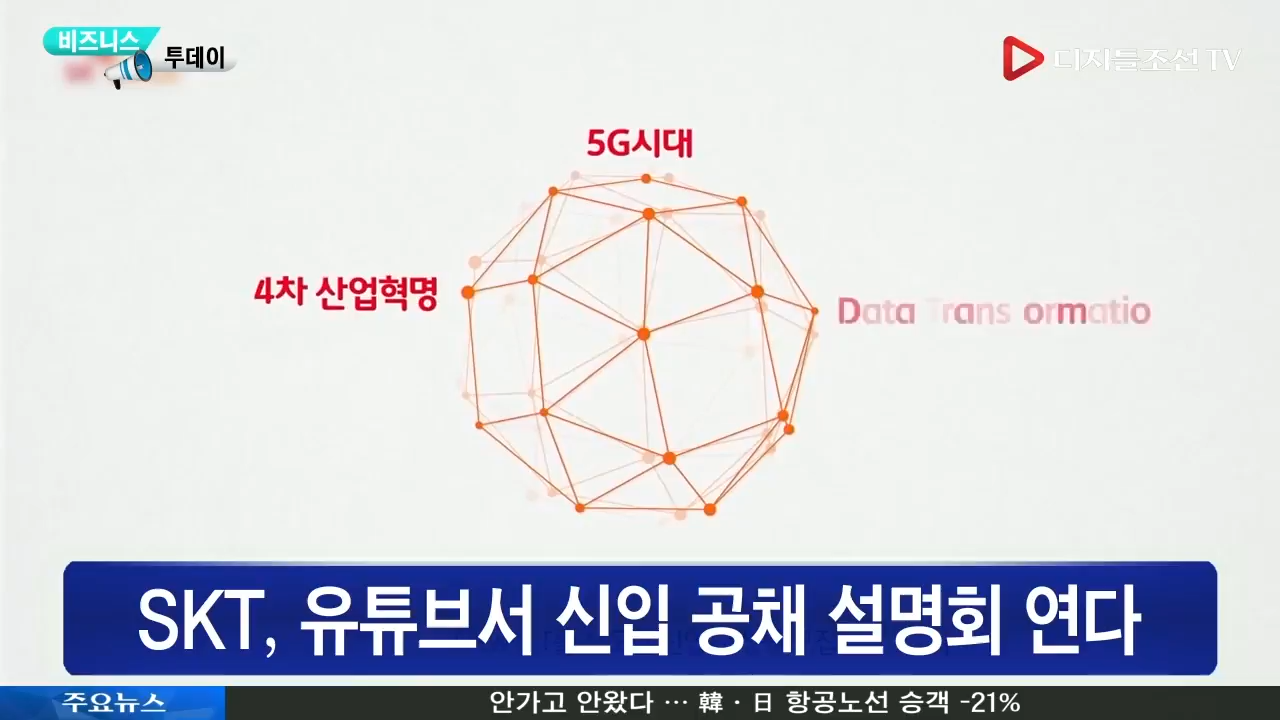 비즈니스
투데이
디지틀조선TV
5G시대
4차 산업혁명
Data Trans ormatio
SKT, 유튜브서 신입 공채 설명회 연다
주요뉴스
안가고 안왔다 … 韓·日 항공노선 승객 -21%